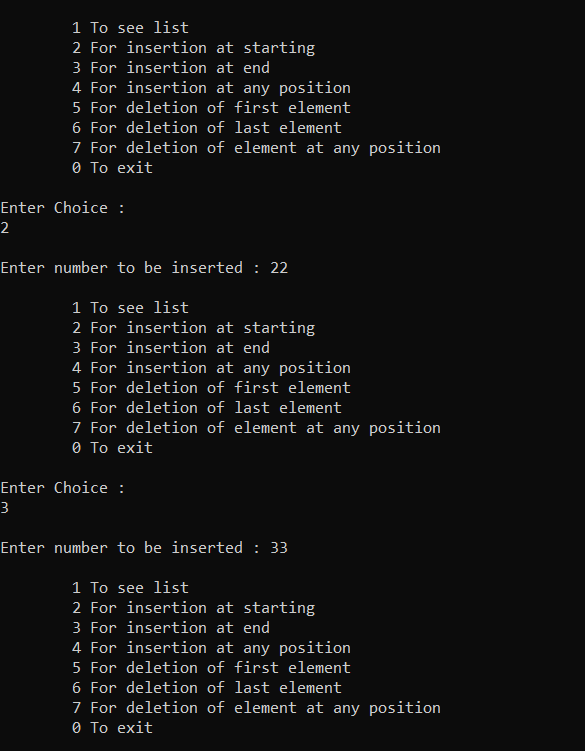 1 To see list
2 For insertion at starting
3 For insertion at end
4 For insertion at any position
5 For deletion of first element
6 For deletion of last element
7 For deletion of element at any position
0 To exit
Enter Choice :
2
Enter number to be inserted : 22
1 To see list
2 For insertion at starting
3 For insertion at end
4 For insertion at any position
5 For deletion of first element
6 For deletion of last element
7 For deletion of element at any position
0 To exit
Enter Choice :
3
Enter number to be inserted : 33
1 To see list
2 For insertion at starting
3 For insertion at end
4 For insertion at any position
5 For deletion of first element
6 For deletion of last element
7 For deletion of element at any position
0 To exit